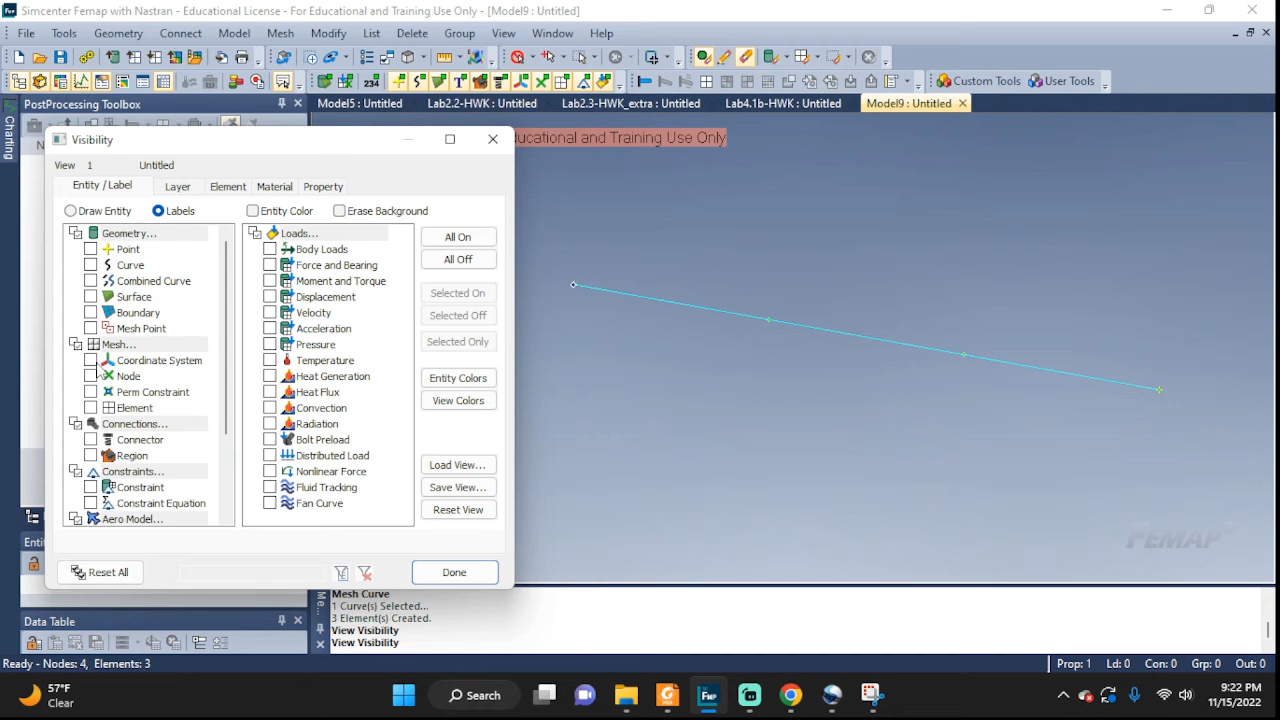 Simcenter Femap with Nastran - Educational License - For Educational and Training Use Only - [Model9 : Untitled]
File Tools Geometry Connect Model Mesh Modify List Delete Group View Window Help
234
Custom Tools User Tools
PostProcessing Toolbox
Model5 : Untitled Lab2.2-HWK : Untitled Lab2.3-HWK_extra : Untitled Lab4.1b-HWK : Untitled Model9 : Untitled
Charting
Visibility
ducational and Training Use Only
View 1 Untitled
Entity / Label Layer Element Material Property
Draw Entity Labels Entity Color Erase Background
Geometry...
Point
Curve
Combined Curve
Surface
Boundary
Mesh Point
Mesh...
Coordinate System
Node
Perm Constraint
Element
Connections...
Connector
Region
Constraints...
Constraint
Constraint Equation
Aero Model...
Loads...
Body Loads
Force and Bearing
Moment and Torque
Displacement
Velocity
Acceleration
Pressure
Temperature
Heat Generation
Heat Flux
Convection
Radiation
Bolt Preload
Distributed Load
Nonlinear Force
Fluid Tracking
Fan Curve
All On
All Off
Selected On
Selected Off
Selected Only
Entity Colors
View Colors
Load View...
Save View...
Reset View
Reset All
Done
FEMAP
Enti
Me...
Mesh Curve
1 Curve(s) Selected...
3 Element(s) Created.
View Visibility
View Visibility
Data Table
Ready - Nodes: 4, Elements: 3
Prop: 1 Ld: 0 Con: 0 Grp: 0 Out: 0
57°F
Clear
Search
9:22 PM
11/15/2022